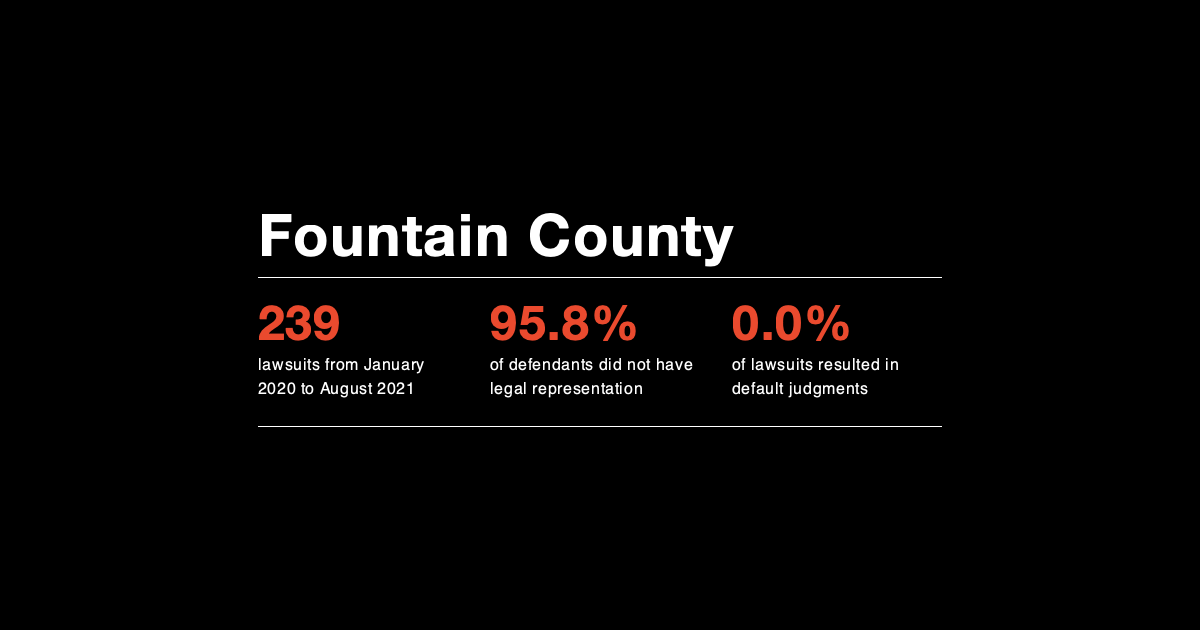 Fountain County
239
lawsuits from January
2020 to August 2021
95.8%
of defendants did not have
legal representation
0.0%
of lawsuits resulted in
default judgments